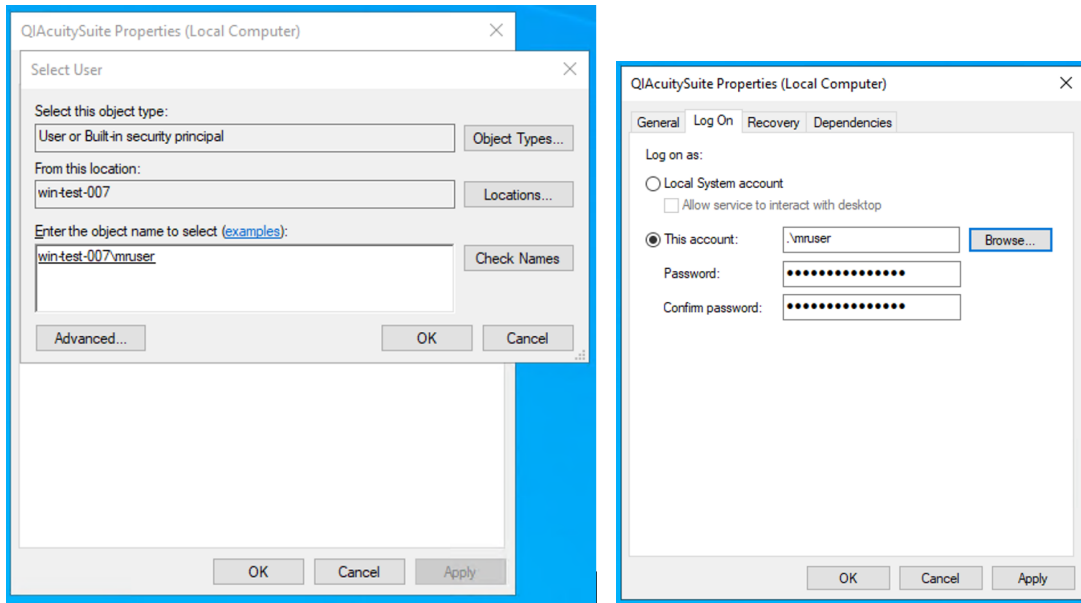 QIAcuitySuite Properties (Local Computer)
Select User
Select this object type:
User or Built-in security principal
Object Types...
From this location:
win-test-007
Locations...
Enter the object name to select (examples):
win-test-007\mruser
Check Names
Advanced...
OK
Cancel
OK
Cancel
Apply
QIAcuitySuite Properties (Local Computer)
General
Log On
Recovery
Dependencies
Log on as:
Local System account
Allow service to interact with desktop
This account:
.\mruser
Browse...
Password:
•••••••••••••••
Confirm password:
•••••••••••••••
OK
Cancel
Apply